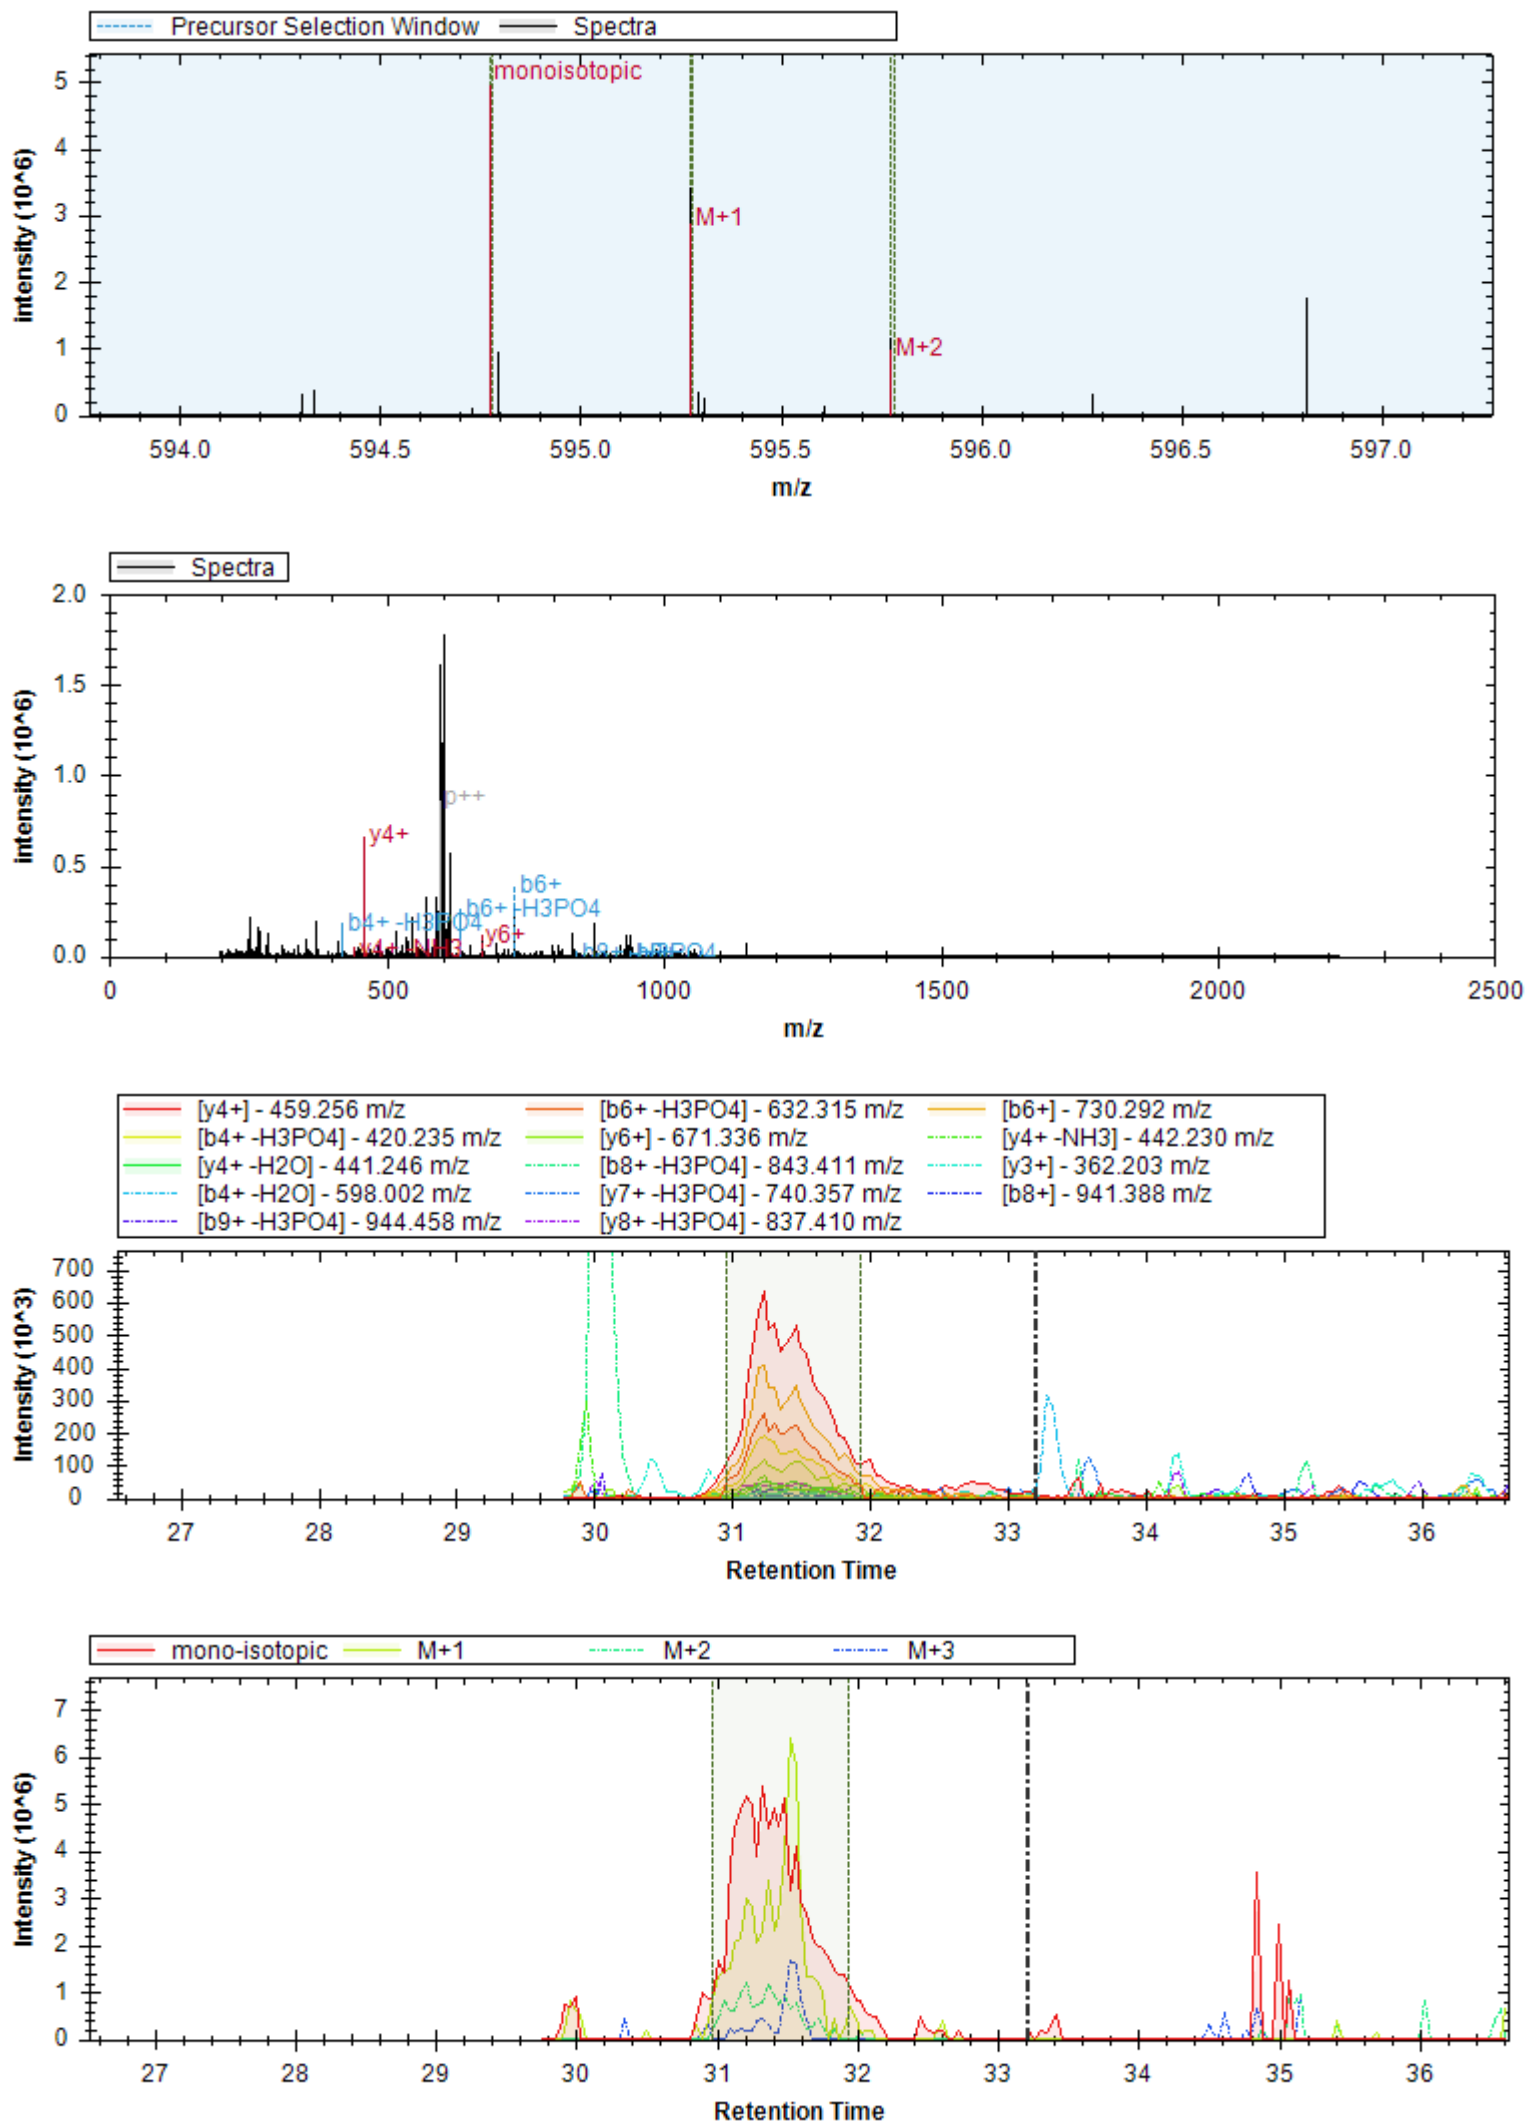 Precursor Selection Window Spectra
intensity (10^6)
5
4
3
2
1
0
monoisotopic
M+1
M+2
594.0 594.5 595.0 595.5 596.0 596.5 597.0
m/z
Spectra
intensity (10^6)
2.0
1.5
1.0
0.5
0.0
p++
y4+
b6+
b6+ -H3PO4
b4+ -H3PO4
y6+
y4+ -NH3
0 500 1000 1500 2000 2500
m/z
[y4+] - 459.256 m/z [b6+ -H3PO4] - 632.315 m/z [b6+] - 730.292 m/z
[b4+ -H3PO4] - 420.235 m/z [y6+] - 671.336 m/z [y4+ -NH3] - 442.230 m/z
[y4+ -H2O] - 441.246 m/z [b8+ -H3PO4] - 843.411 m/z [y3+] - 362.203 m/z
[b4+ -H2O] - 598.002 m/z [y7+ -H3PO4] - 740.357 m/z [b8+] - 941.388 m/z
[b9+ -H3PO4] - 944.458 m/z [y8+ -H3PO4] - 837.410 m/z
Intensity (10^3)
700
600
500
400
300
200
100
0
27 28 29 30 31 32 33 34 35 36
Retention Time
mono-isotopic M+1 M+2 M+3
Intensity (10^6)
7
6
5
4
3
2
1
0
27 28 29 30 31 32 33 34 35 36
Retention Time